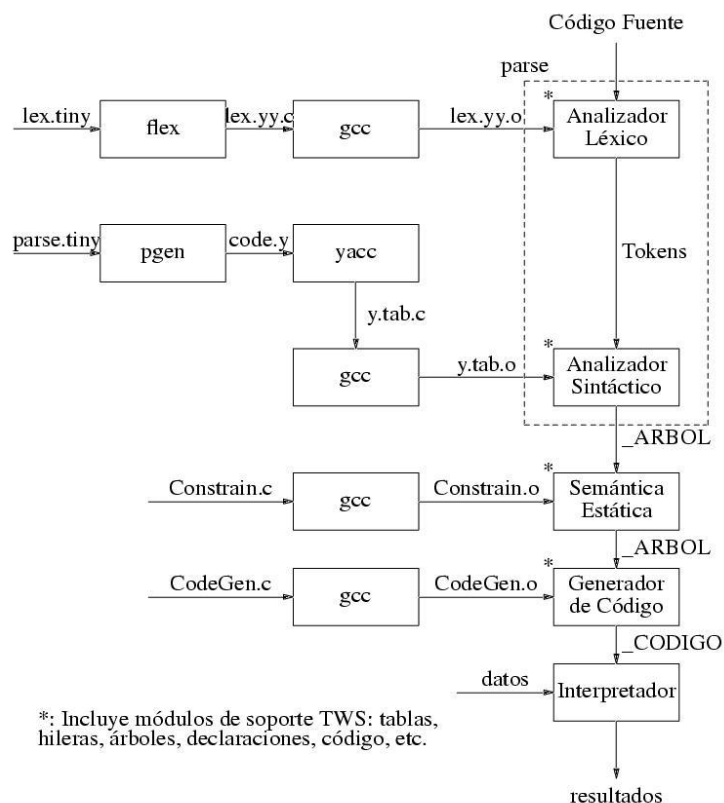 Código Fuente
parse
lex.tiny
flex
lex.yy.c
gcc
lex.yy.o
*
Analizador
Léxico
parse.tiny
pgen
code.y
yacc
Tokens
y.tab.c
gcc
y.tab.o
*
Analizador
Sintáctico
_ARBOL
Constrain.c
gcc
Constrain.o
*
Semántica
Estática
_ARBOL
CodeGen.c
gcc
CodeGen.o
*
Generador
de Código
_CODIGO
datos
Interpretador
*: Incluye módulos de soporte TWS: tablas,
hileras, árboles, declaraciones, código, etc.
resultados